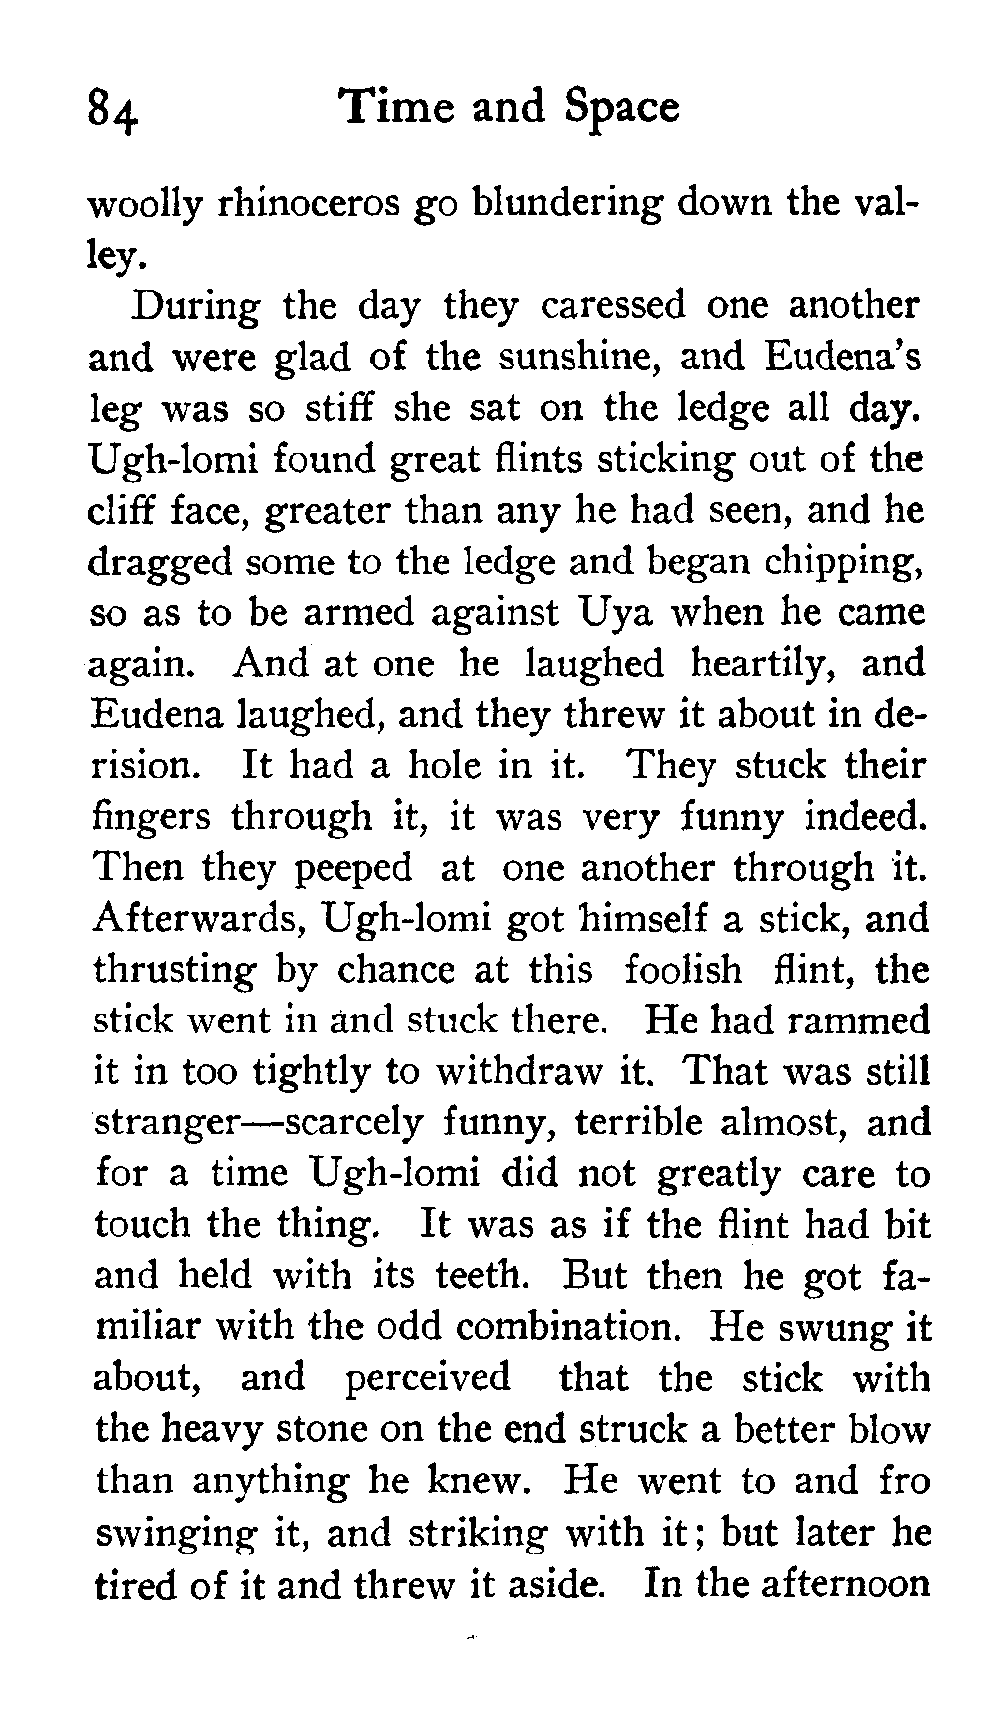 84 Time and Space
woolly rhinoceros go blundering down the val-
ley.
During the day they caressed one another
and were glad of the sunshine, and Eudena's
leg was so stiff she sat on the ledge all day.
Ugh-lomi found great flints sticking out of the
cliff face, greater than any he had seen, and he
dragged some to the ledge and began chipping,
so as to be armed against Uya when he came
again. And at one he laughed heartily, and
Eudena laughed, and they threw it about in de-
rision. It had a hole in it. They stuck their
fingers through it, it was very funny indeed.
Then they peeped at one another through it.
Afterwards, Ugh-lomi got himself a stick, and
thrusting by chance at this foolish flint, the
stick went in and stuck there. He had rammed
it in too tightly to withdraw it. That was still
stranger—scarcely funny, terrible almost, and
for a time Ugh-lomi did not greatly care to
touch the thing. It was as if the flint had bit
and held with its teeth. But then he got fa-
miliar with the odd combination. He swung it
about, and perceived that the stick with
the heavy stone on the end struck a better blow
than anything he knew. He went to and fro
swinging it, and striking with it; but later he
tired of it and threw it aside. In the afternoon